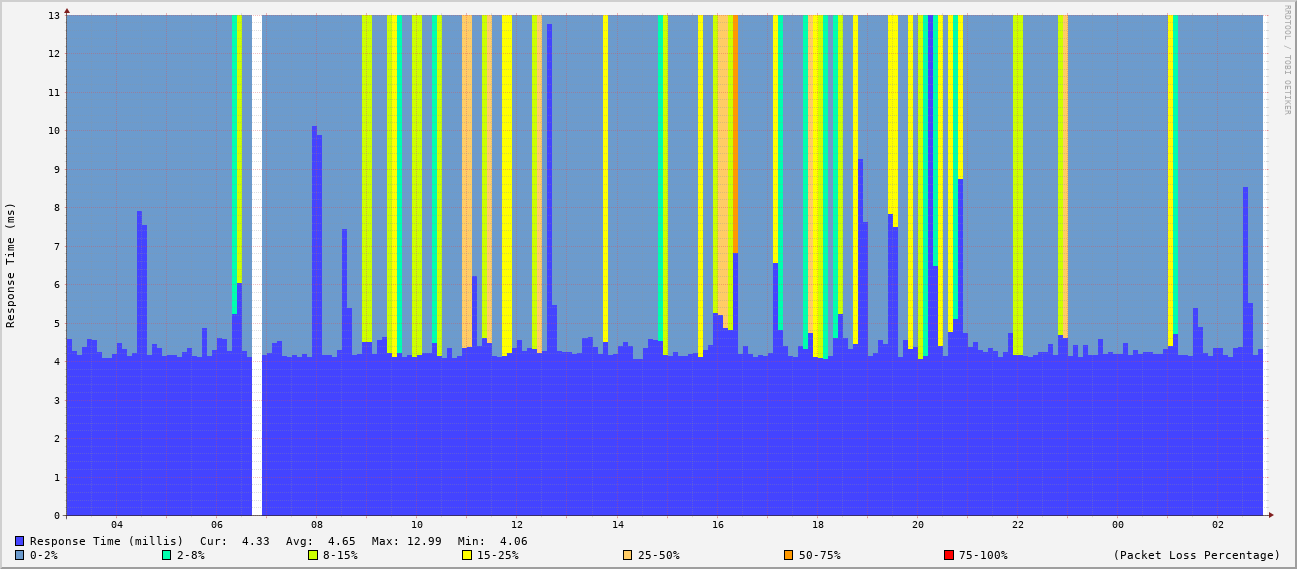 RRDTOOL / TOBI OETIKER
Response Time (ms)
13
12
11
10
9
8
7
6
5
4
3
2
1
0
04 06 08 10 12 14 16 18 20 22 00 02
Response Time (millis) Cur: 4.33 Avg: 4.65 Max: 12.99 Min: 4.06
0-2% 2-8% 8-15% 15-25% 25-50% 50-75% 75-100% (Packet Loss Percentage)